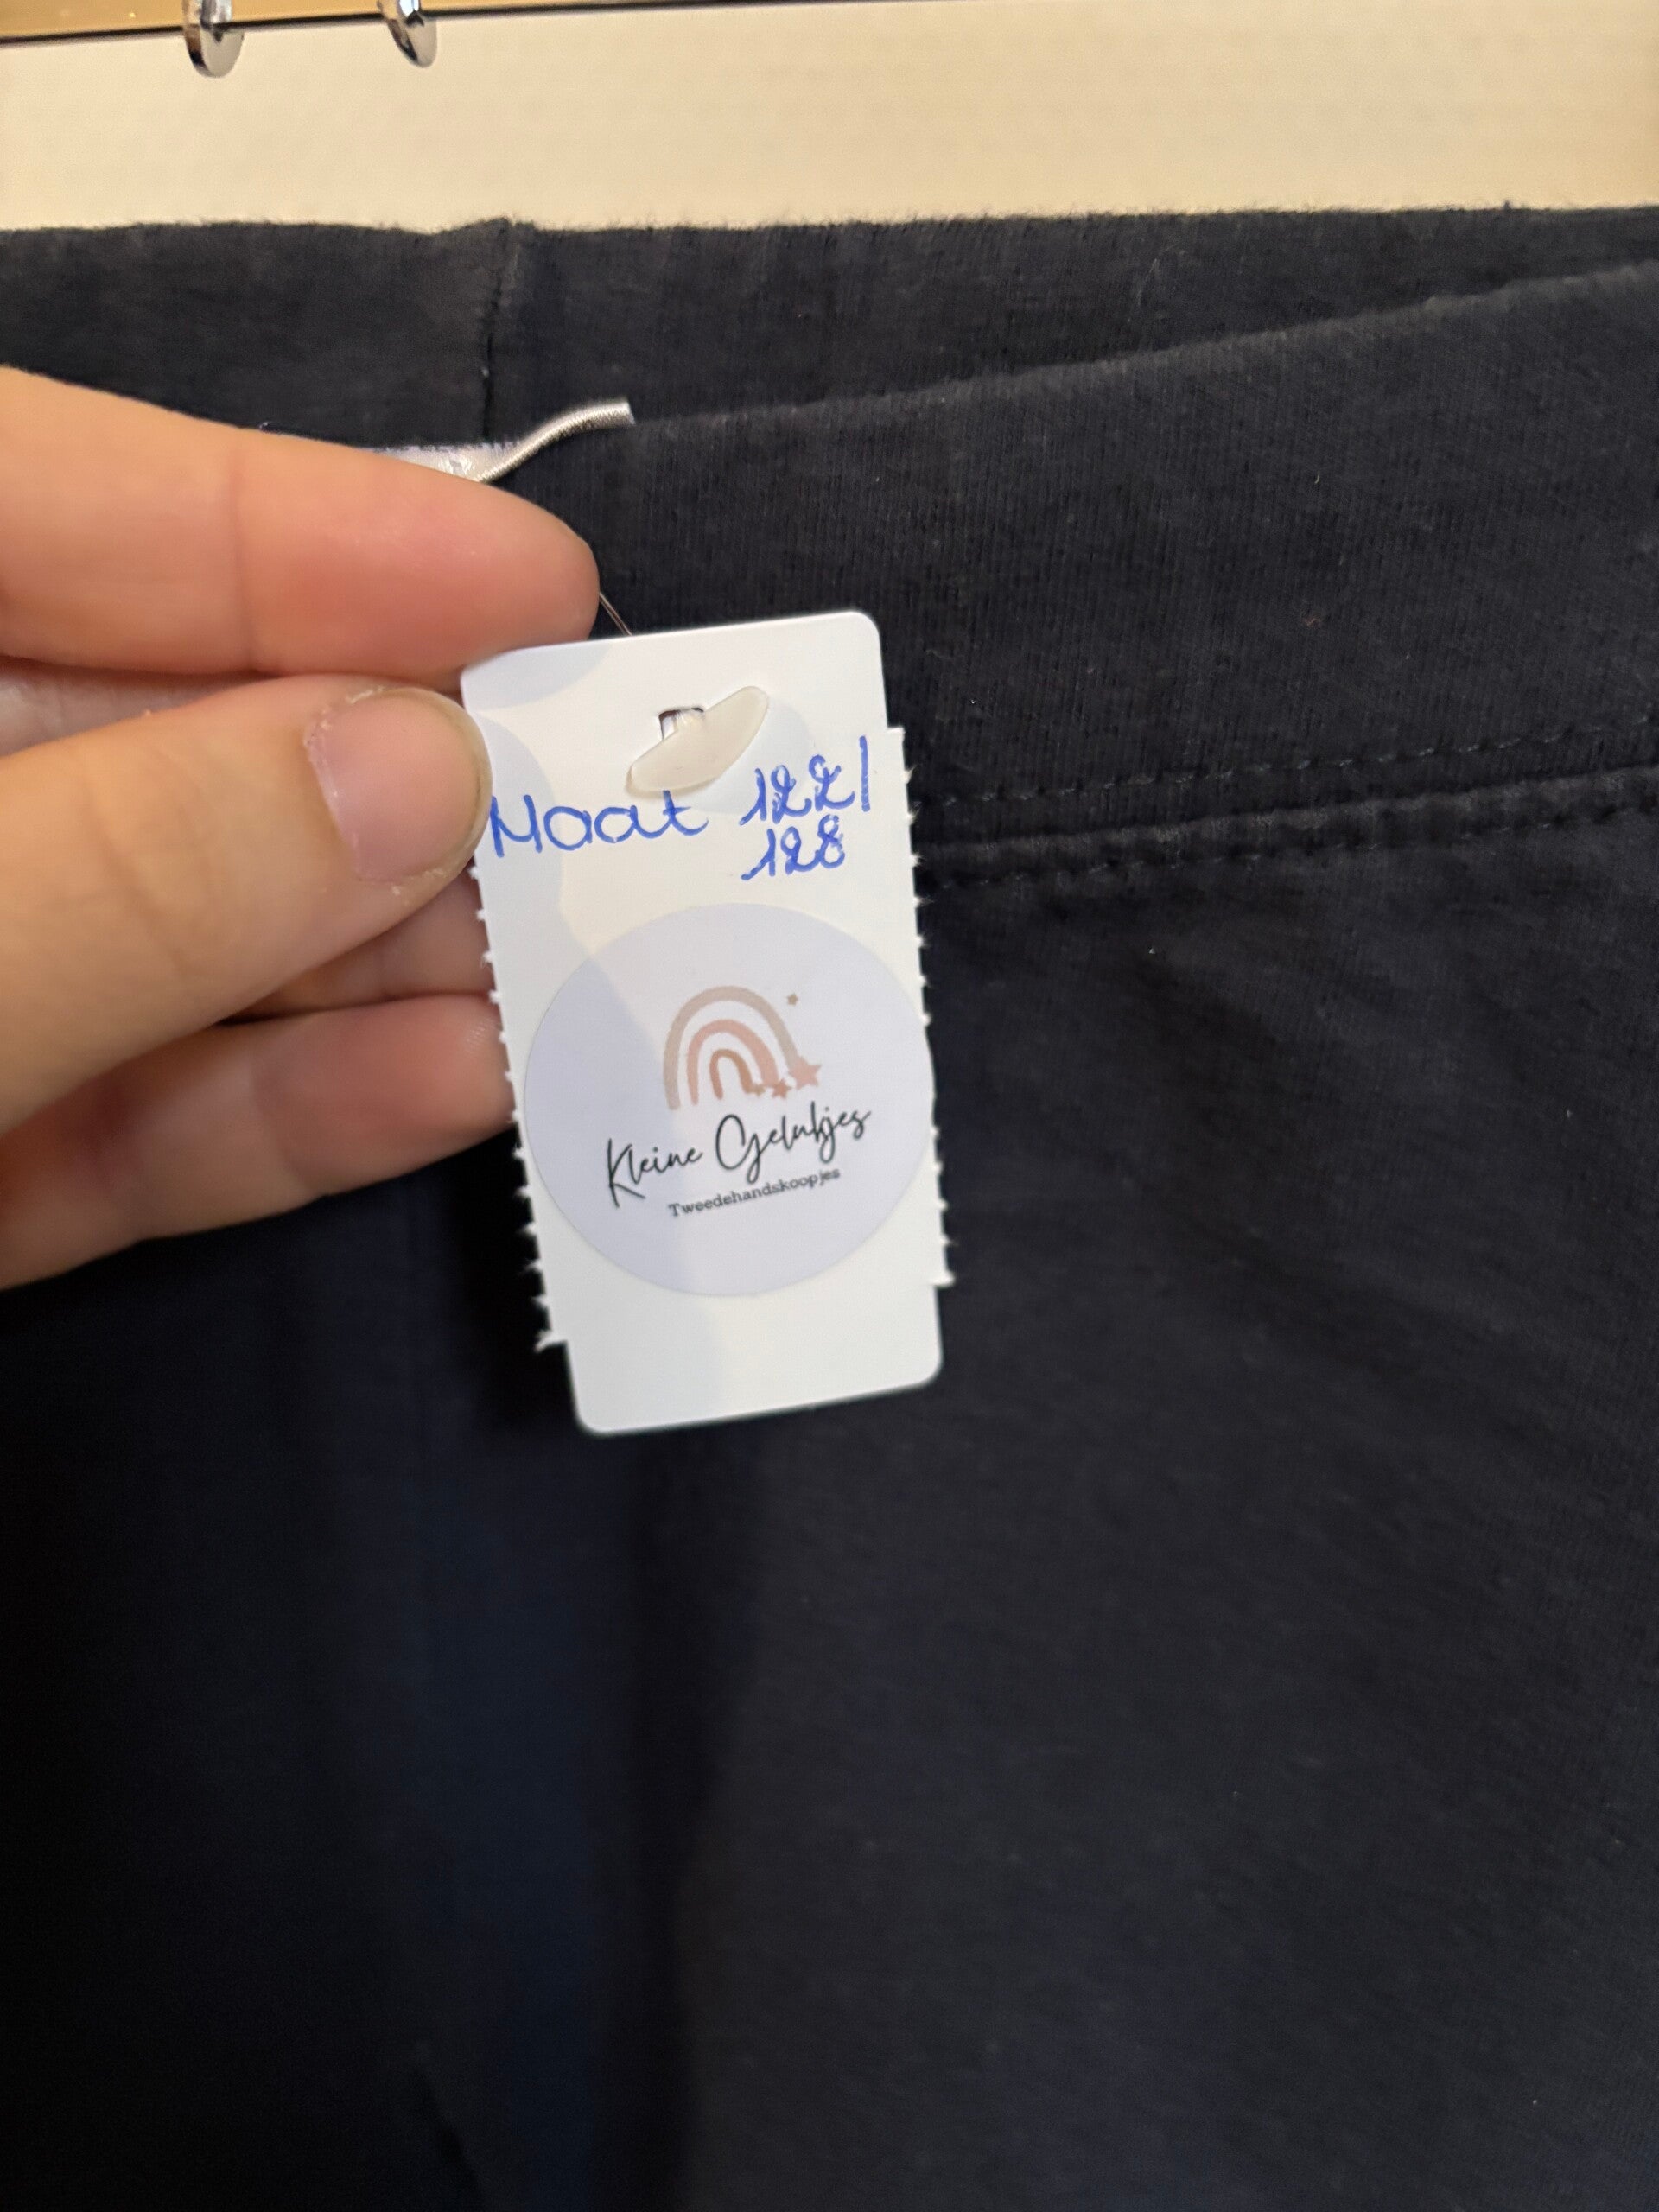 Maat 122/
128
Kleine Gelukjes
Tweedehandskoopjes